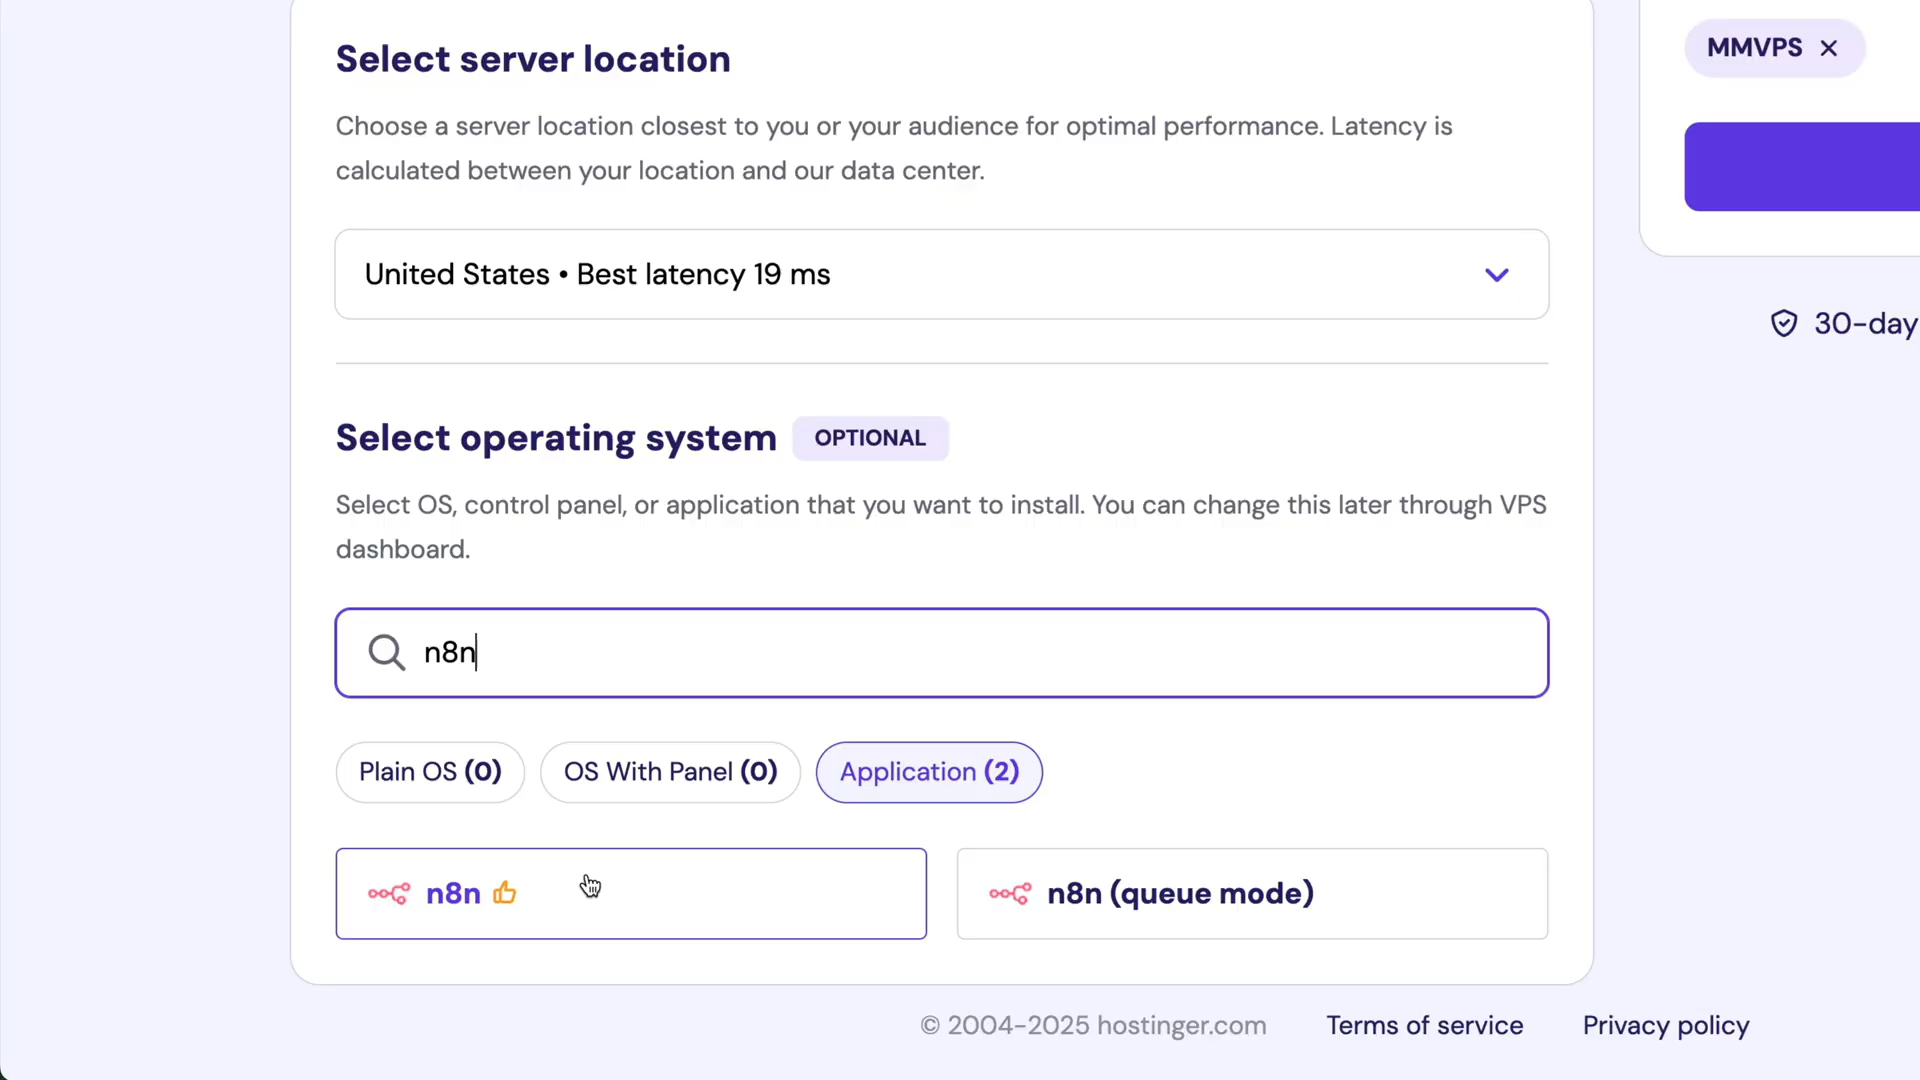 Select server location
MMVPS
Choose a server location closest to you or your audience for optimal performance. Latency is
calculated between your location and our data center.
United States • Best latency 19 ms
30-day
Select operating system OPTIONAL
Select OS, control panel, or application that you want to install. You can change this later through VPS
dashboard.
n8n
Plain OS (0) OS With Panel (0) Application (2)
n8n n8n (queue mode)
© 2004-2025 hostinger.com Terms of service Privacy policy